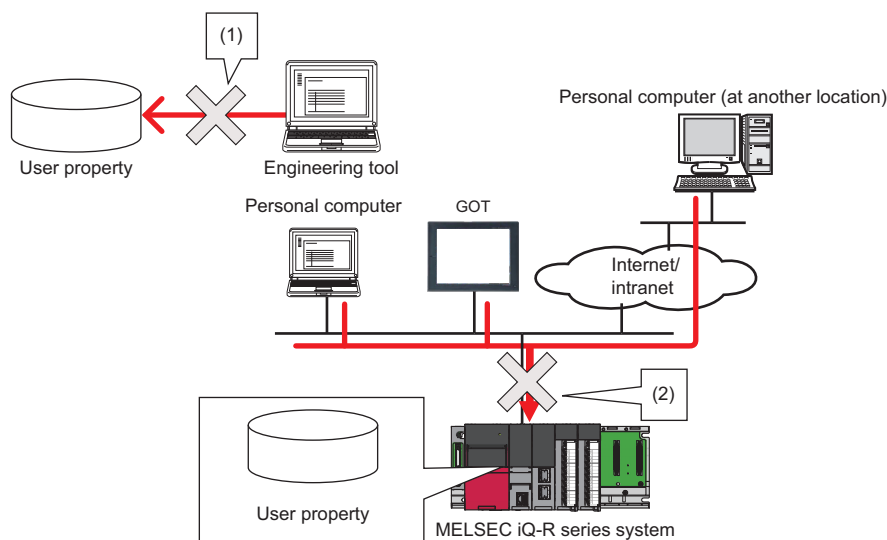 (1)
Personal computer (at another location)
User property
Engineering tool
Personal computer
GOT
Internet/
intranet
(2)
User property
MELSEC iQ-R series system